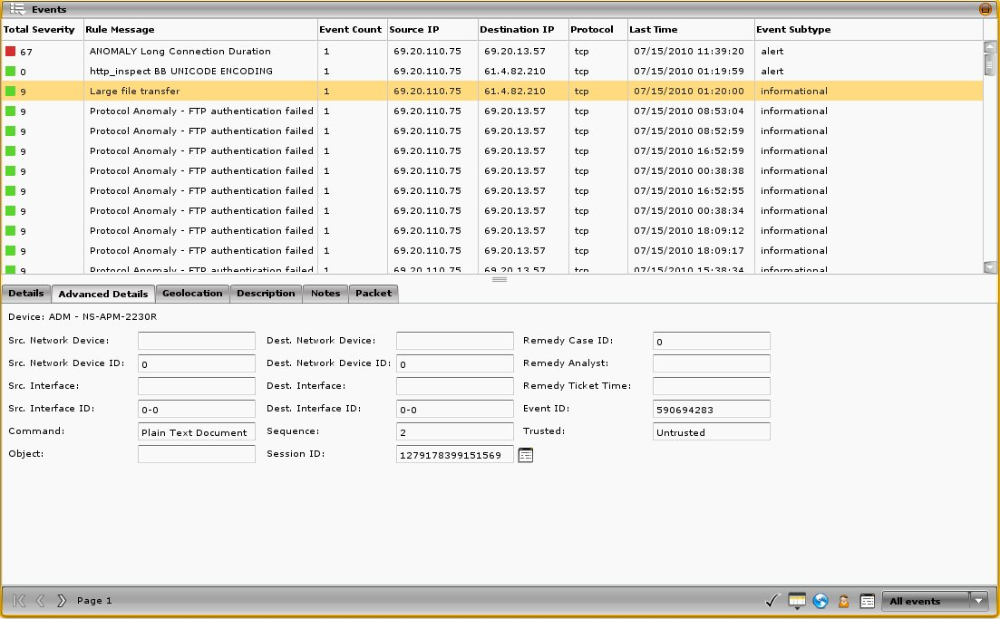 Events
Total Severity Rule Message Event Count Source IP Destination IP Protocol Last Time Event Subtype
67 ANOMALY Long Connection Duration 1 69.20.110.75 69.20.13.57 tcp 07/15/2010 11:39:20 alert
0 http_inspect BB UNICODE ENCODING 1 69.20.110.75 61.4.82.210 tcp 07/15/2010 01:19:59 alert
9 Large file transfer 1 69.20.110.75 61.4.82.210 tcp 07/15/2010 01:20:00 informational
9 Protocol Anomaly - FTP authentication failed 1 69.20.110.75 69.20.13.57 tcp 07/15/2010 08:53:04 informational
9 Protocol Anomaly - FTP authentication failed 1 69.20.110.75 69.20.13.57 tcp 07/15/2010 08:52:59 informational
9 Protocol Anomaly - FTP authentication failed 1 69.20.110.75 69.20.13.57 tcp 07/15/2010 16:52:59 informational
9 Protocol Anomaly - FTP authentication failed 1 69.20.110.75 69.20.13.57 tcp 07/15/2010 00:38:38 informational
9 Protocol Anomaly - FTP authentication failed 1 69.20.110.75 69.20.13.57 tcp 07/15/2010 16:52:55 informational
9 Protocol Anomaly - FTP authentication failed 1 69.20.110.75 69.20.13.57 tcp 07/15/2010 00:38:34 informational
9 Protocol Anomaly - FTP authentication failed 1 69.20.110.75 69.20.13.57 tcp 07/15/2010 18:09:12 informational
9 Protocol Anomaly - FTP authentication failed 1 69.20.110.75 69.20.13.57 tcp 07/15/2010 18:09:17 informational
9 Protocol Anomaly - FTP authentication failed 1 69.20.110.75 69.20.13.57 tcp 07/15/2010 15:38:34 informational
Details Advanced Details Geolocation Description Notes Packet
Device: ADM - NS-APM-2230R
Src. Network Device: Dest. Network Device: Remedy Case ID: 0
Src. Network Device ID: 0 Dest. Network Device ID: 0 Remedy Analyst:
Src. Interface: Dest. Interface: Remedy Ticket Time:
Src. Interface ID: 0-0 Dest. Interface ID: 0-0 Event ID: 590694283
Command: Plain Text Document Sequence: 2 Trusted: Untrusted
Object: Session ID: 1279178399151569
Page 1 All events